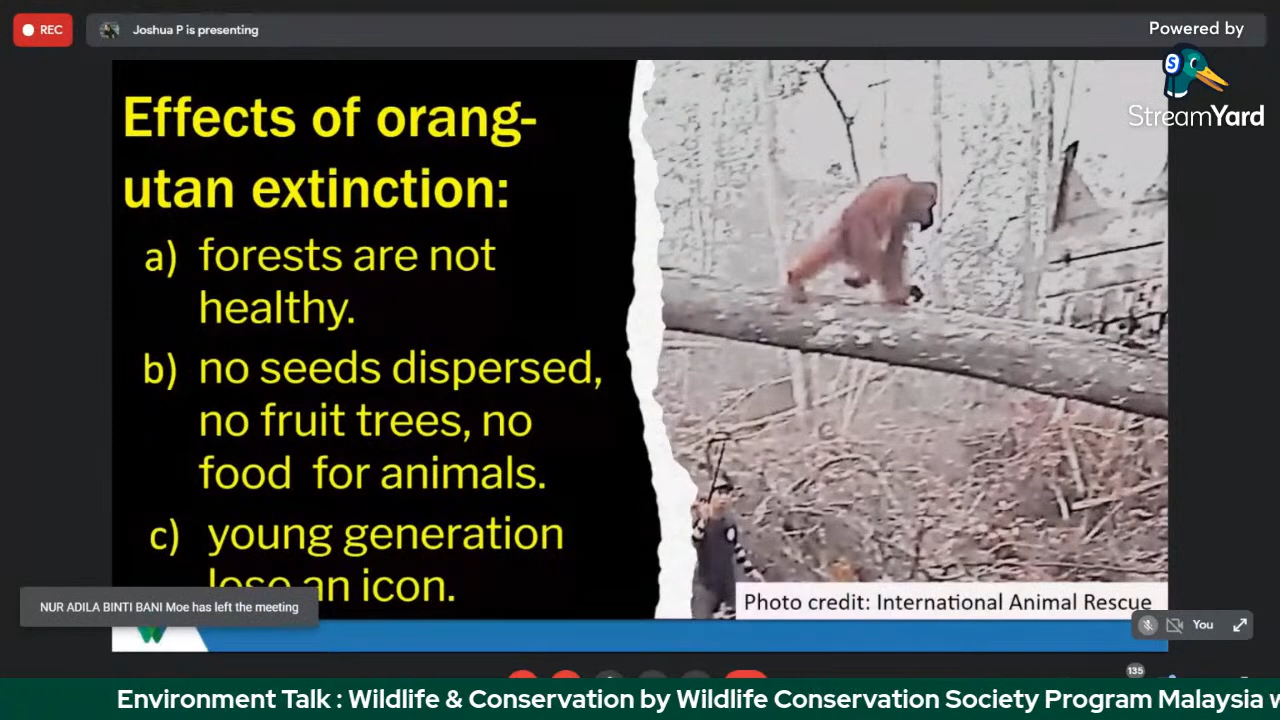 REC
Joshua P is presenting
Powered by
S
StreamYard
Effects of orang-
utan extinction:
a) forests are not
healthy.
b) no seeds dispersed,
no fruit trees, no
food for animals.
c) young generation
lose an icon.
NUR ADILA BINTI BANI Moe has left the meeting
Photo credit: International Animal Rescue
You
135
Environment Talk : Wildlife & Conservation by Wildlife Conservation Society Program Malaysia w